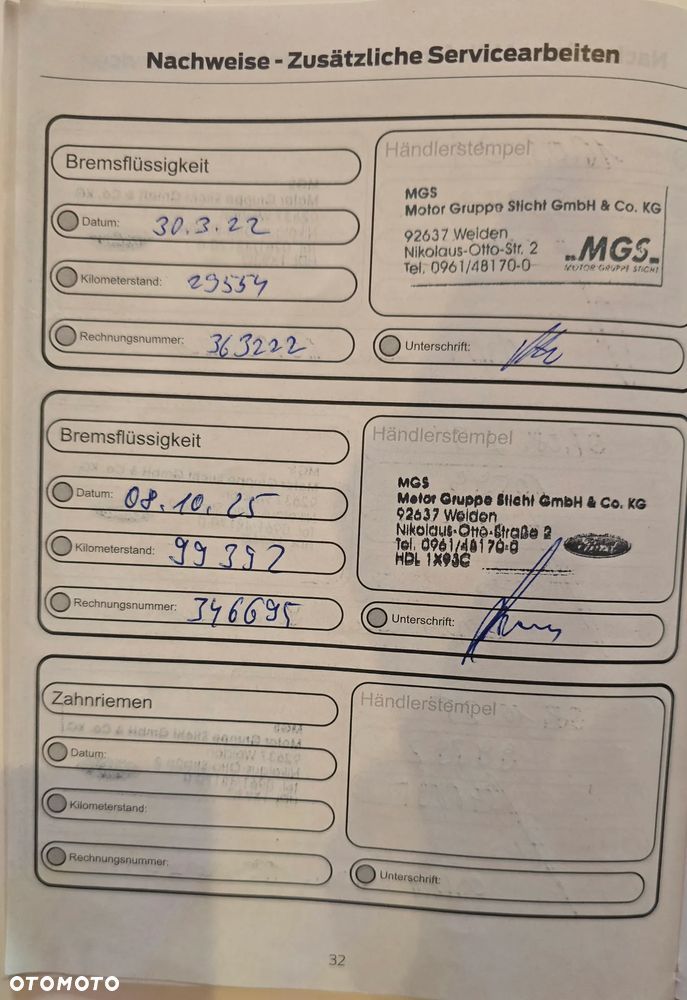 Nachweise - Zusätzliche Servicearbeiten
Bremsflüssigkeit
Datum: 30.3.22
Kilometerstand: 29554
Rechnungsnummer: 363222
Händlerstempel
MGS
Motor Gruppe Sticht GmbH & Co. KG
92637 Weiden
Nikolaus-Otto-Str. 2
Tel. 0961/48170-0
MGS
MOTOR GRUPPE STICHT
Unterschrift:
Bremsflüssigkeit
Datum: 08.10.25
Kilometerstand: 99392
Rechnungsnummer: 346695
Händlerstempel
MGS
Motor Gruppe Sticht GmbH & Co. KG
92637 Weiden
Nikolaus-Otto-Straße 2
Tel. 0961/48170-0
HDL 1X93C
Unterschrift:
Zahnriemen
Datum:
Kilometerstand:
Rechnungsnummer:
Händlerstempel
Unterschrift:
32
OTOMOTO